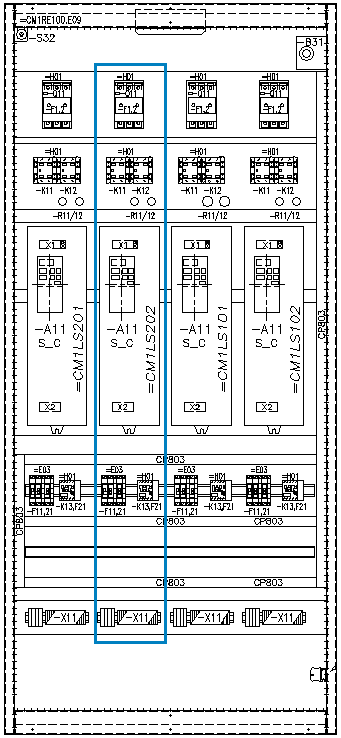 =CM1RE100.E09
-S32
-B31
=H01 =H01 =H01 =H01
-Q11 -Q11 -Q11 -Q11
-F1,2 -F1,2 -F1,2 -F1,2
=H01 =H01 =H01 =H01
-K11 -K12 -K11 -K12 -K11 -K12 -K11 -K12
-R11/12 -R11/12 -R11/12 -R11/12
X1 X1 X1 X1
-A11 -A11 -A11 -A11
S_C S_C S_C S_C
=CM1LS201 =CM1LS202 =CM1LS101 =CM1LS102
CP803
X2 X2 X2 X2
CP803
=E03 =H01 =E03 =H01 =E03 =H01 =E03 =H01
-F11,21 -K13,F21 -F11,21 -K13,F21 -F11,21 -K13,F21 -F11,21 -K13,F21
CP803
CP803 CP803
CP803 CP803
-X11 -X11 -X11 -X11